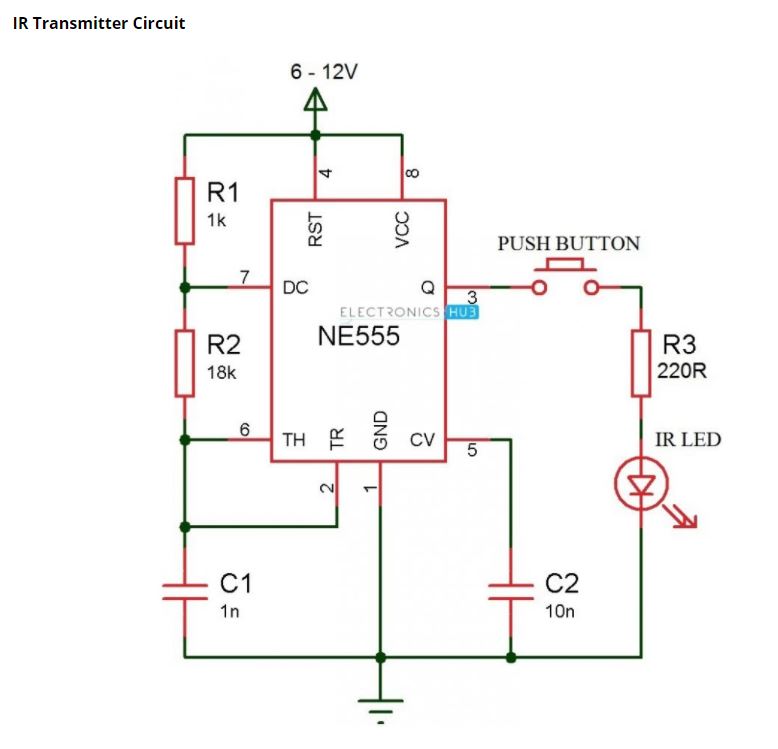 IR Transmitter Circuit
6 - 12V
4
8
R1
1k
RST
VCC
PUSH BUTTON
7
DC
Q
3
ELECTRONICS HUB
NE555
R2
18k
R3
220R
6
TH
TR
GND
CV
5
IR LED
2
1
C1
1n
C2
10n